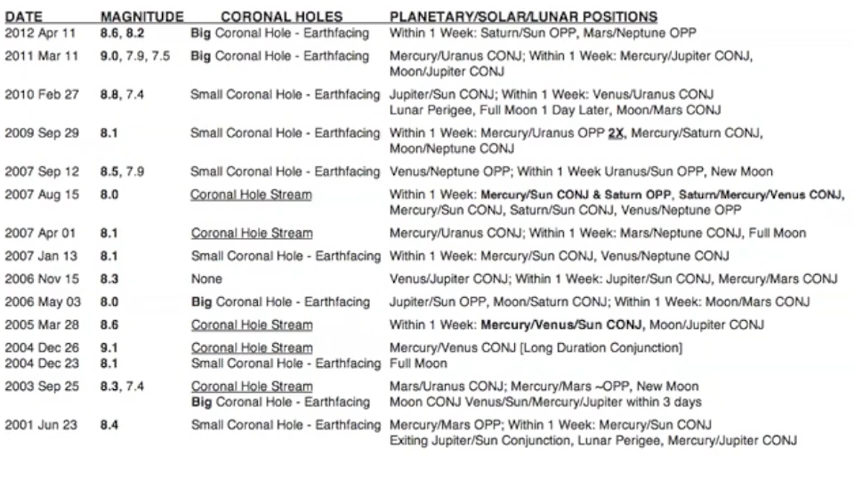 DATE MAGNITUDE CORONAL HOLES PLANETARY/SOLAR/LUNAR POSITIONS
2012 Apr 11 8.6, 8.2 Big Coronal Hole - Earthfacing Within 1 Week: Saturn/Sun OPP, Mars/Neptune OPP
2011 Mar 11 9.0, 7.9, 7.5 Big Coronal Hole - Earthfacing Mercury/Uranus CONJ; Within 1 Week: Mercury/Jupiter CONJ,
Moon/Jupiter CONJ
2010 Feb 27 8.8, 7.4 Small Coronal Hole - Earthfacing Jupiter/Sun CONJ; Within 1 Week: Venus/Uranus CONJ
Lunar Perigee, Full Moon 1 Day Later, Moon/Mars CONJ
2009 Sep 29 8.1 Small Coronal Hole - Earthfacing Within 1 Week: Mercury/Uranus OPP 2X, Mercury/Saturn CONJ,
Moon/Neptune CONJ
2007 Sep 12 8.5, 7.9 Small Coronal Hole - Earthfacing Venus/Neptune OPP; Within 1 Week Uranus/Sun OPP, New Moon
2007 Aug 15 8.0 Coronal Hole Stream Within 1 Week: Mercury/Sun CONJ & Saturn OPP, Saturn/Mercury/Venus CONJ,
Mercury/Sun CONJ, Saturn/Sun CONJ, Venus/Neptune OPP
2007 Apr 01 8.1 Coronal Hole Stream Mercury/Uranus CONJ; Within 1 Week: Mars/Neptune CONJ, Full Moon
2007 Jan 13 8.1 Small Coronal Hole - Earthfacing Within 1 Week: Mercury/Sun CONJ, Venus/Neptune CONJ
2006 Nov 15 8.3 None Venus/Jupiter CONJ; Within 1 Week: Jupiter/Sun CONJ, Mercury/Mars CONJ
2006 May 03 8.0 Big Coronal Hole - Earthfacing Jupiter/Sun OPP, Moon/Saturn CONJ; Within 1 Week: Moon/Mars CONJ
2005 Mar 28 8.6 Coronal Hole Stream Within 1 Week: Mercury/Venus/Sun CONJ, Moon/Jupiter CONJ
2004 Dec 26 9.1 Coronal Hole Stream Mercury/Venus CONJ [Long Duration Conjunction]
2004 Dec 23 8.1 Small Coronal Hole - Earthfacing Full Moon
2003 Sep 25 8.3, 7.4 Coronal Hole Stream Mars/Uranus CONJ; Mercury/Mars ~OPP, New Moon
Big Coronal Hole - Earthfacing Moon CONJ Venus/Sun/Mercury/Jupiter within 3 days
2001 Jun 23 8.4 Small Coronal Hole - Earthfacing Mercury/Mars OPP; Within 1 Week: Mercury/Sun CONJ
Exiting Jupiter/Sun Conjunction, Lunar Perigee, Mercury/Jupiter CONJ